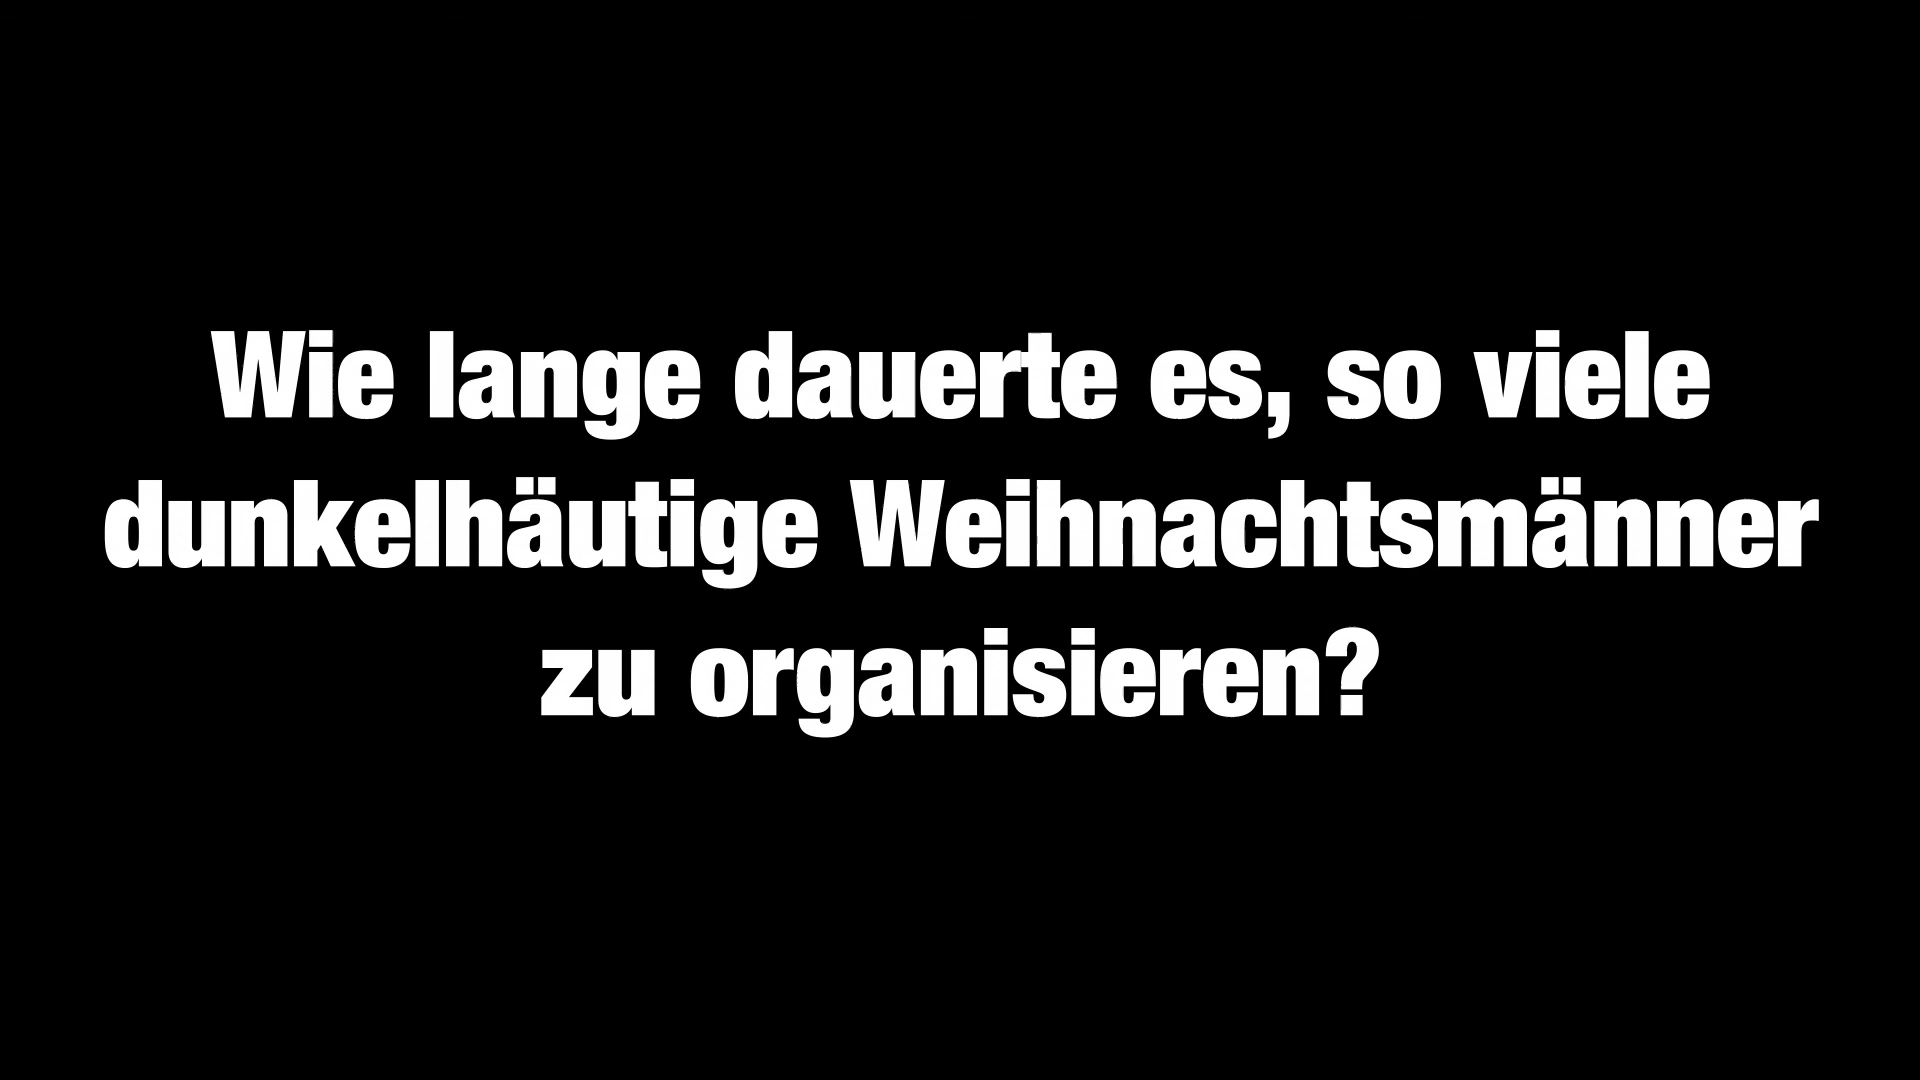 Wie lange dauerte es, so viele
dunkelhäutige Weihnachtsmänner
zu organisieren?